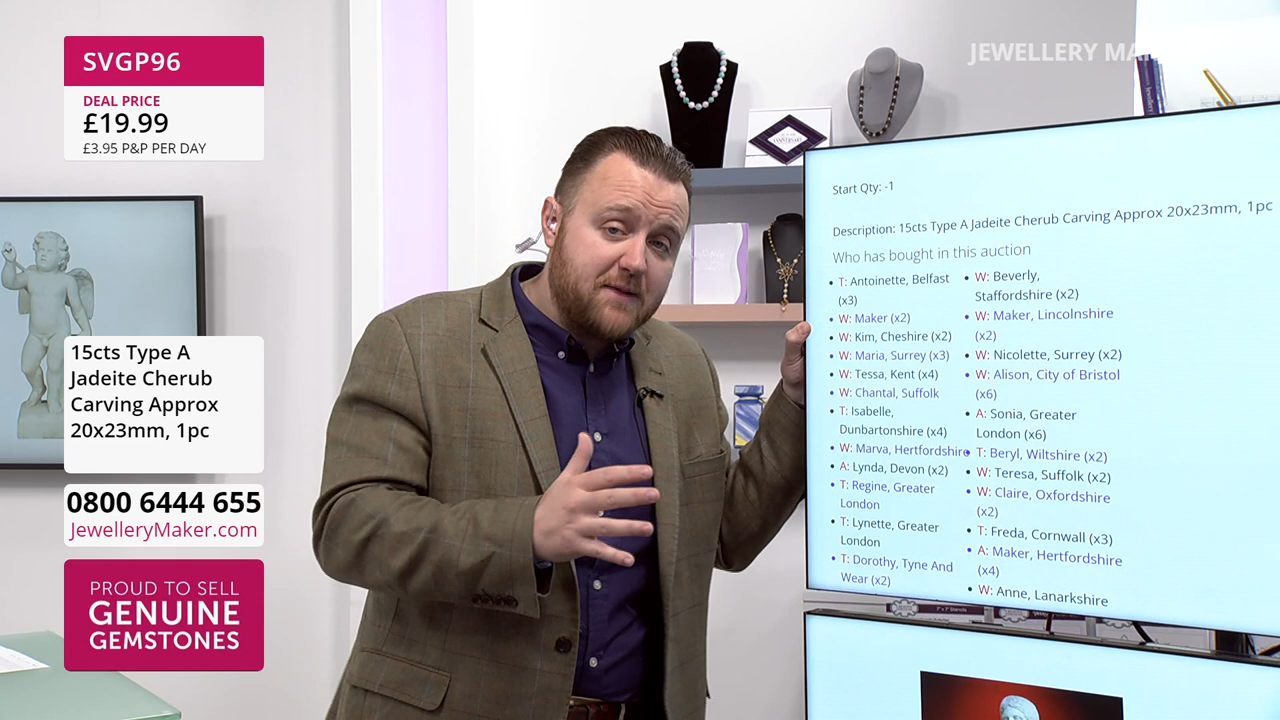 SVGP96
DEAL PRICE
£19.99
£3.95 P&P PER DAY
15cts Type A
Jadeite Cherub
Carving Approx
20x23mm, 1pc
0800 6444 655
JewelleryMaker.com
PROUD TO SELL
GENUINE
GEMSTONES
JEWELLERY MA
ANNIVERSARY
Start Qty: -1
Description: 15cts Type A Jadeite Cherub Carving Approx 20x23mm, 1pc
Who has bought in this auction
• T: Antoinette, Belfast
(x3)
• W: Maker (x2)
• W: Kim, Cheshire (x2)
• W: Maria, Surrey (x3)
• W: Tessa, Kent (x4)
• W: Chantal, Suffolk
• T: Isabelle,
Dunbartonshire (x4)
• W: Marva, Hertfordshire
• A: Lynda, Devon (x2)
• T: Regine, Greater
London
• T: Lynette, Greater
London
• T: Dorothy, Tyne And
Wear (x2)
• W: Beverly,
Staffordshire (x2)
• W: Maker, Lincolnshire
(x2)
• W: Nicolette, Surrey (x2)
• W: Alison, City of Bristol
(x6)
• A: Sonia, Greater
London (x6)
• T: Beryl, Wiltshire (x2)
• W: Teresa, Suffolk (x2)
• W: Claire, Oxfordshire
(x2)
• T: Freda, Cornwall (x3)
• A: Maker, Hertfordshire
(x4)
• W: Anne, Lanarkshire